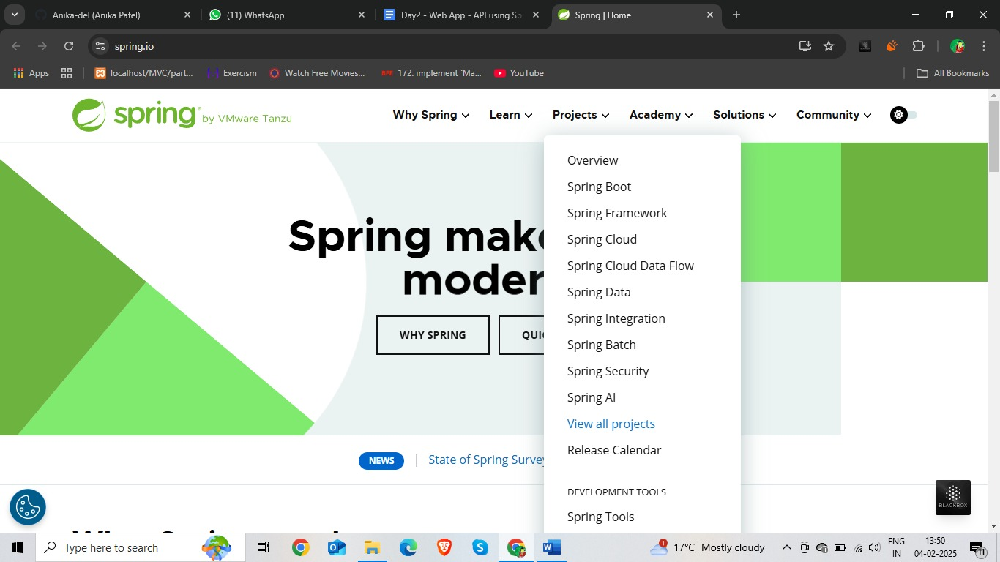 Anika-del (Anika Patel)
(11) WhatsApp
Day2 - Web App - API using Sp
Spring | Home
spring.io
Apps
localhost/MVC/part...
Exercism
Watch Free Movies...
BFE 172. implement `Ma...
YouTube
All Bookmarks
spring by VMware Tanzu
Why Spring
Learn
Projects
Academy
Solutions
Community
Overview
Spring Boot
Spring Framework
Spring Cloud
Spring Cloud Data Flow
Spring Data
Spring Integration
Spring Batch
Spring Security
Spring AI
View all projects
Release Calendar
DEVELOPMENT TOOLS
Spring Tools
Spring mak
moder
WHY SPRING
QUI
NEWS
State of Spring Survey
BLACKBOX
Type here to search
1
17°C Mostly cloudy
ENG
IN
13:50
04-02-2025
11